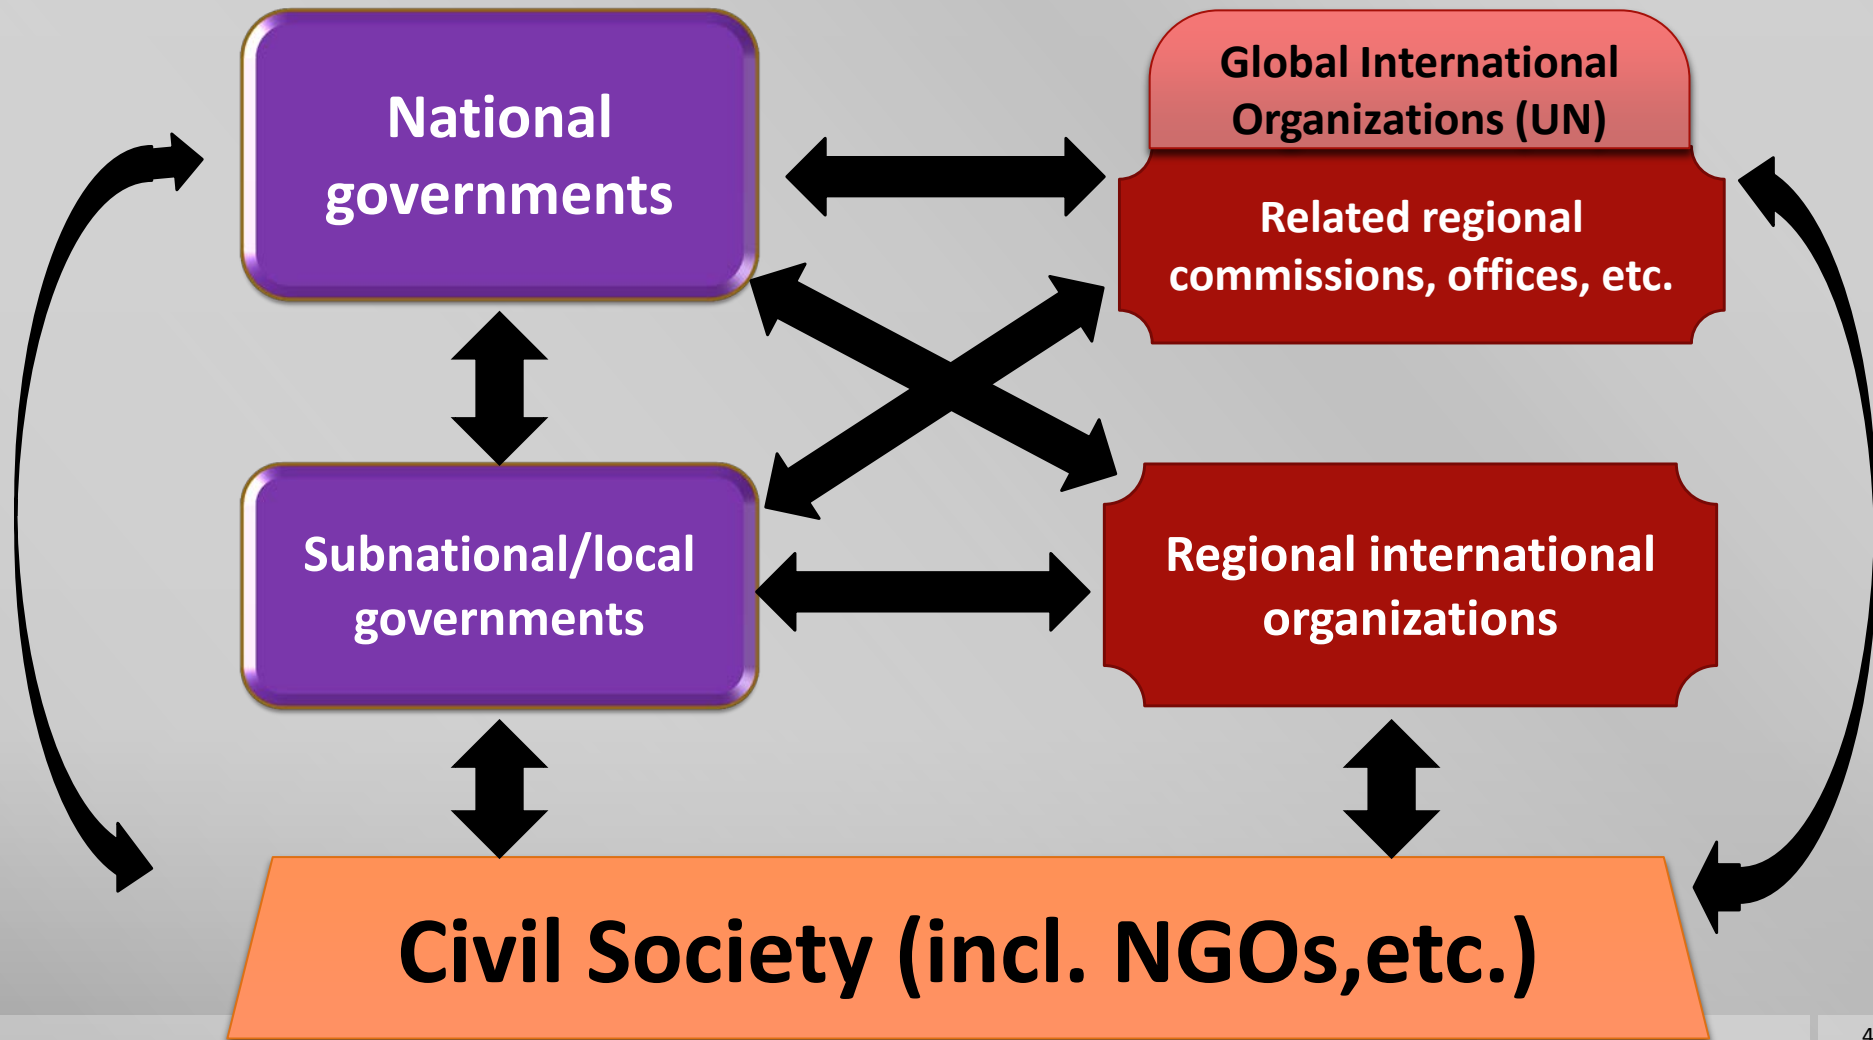 National
governments
Global International
Organizations (UN)
Related regional
commissions, offices, etc.
Subnational/local
governments
Regional international
organizations
Civil Society (incl. NGOs,etc.)
4